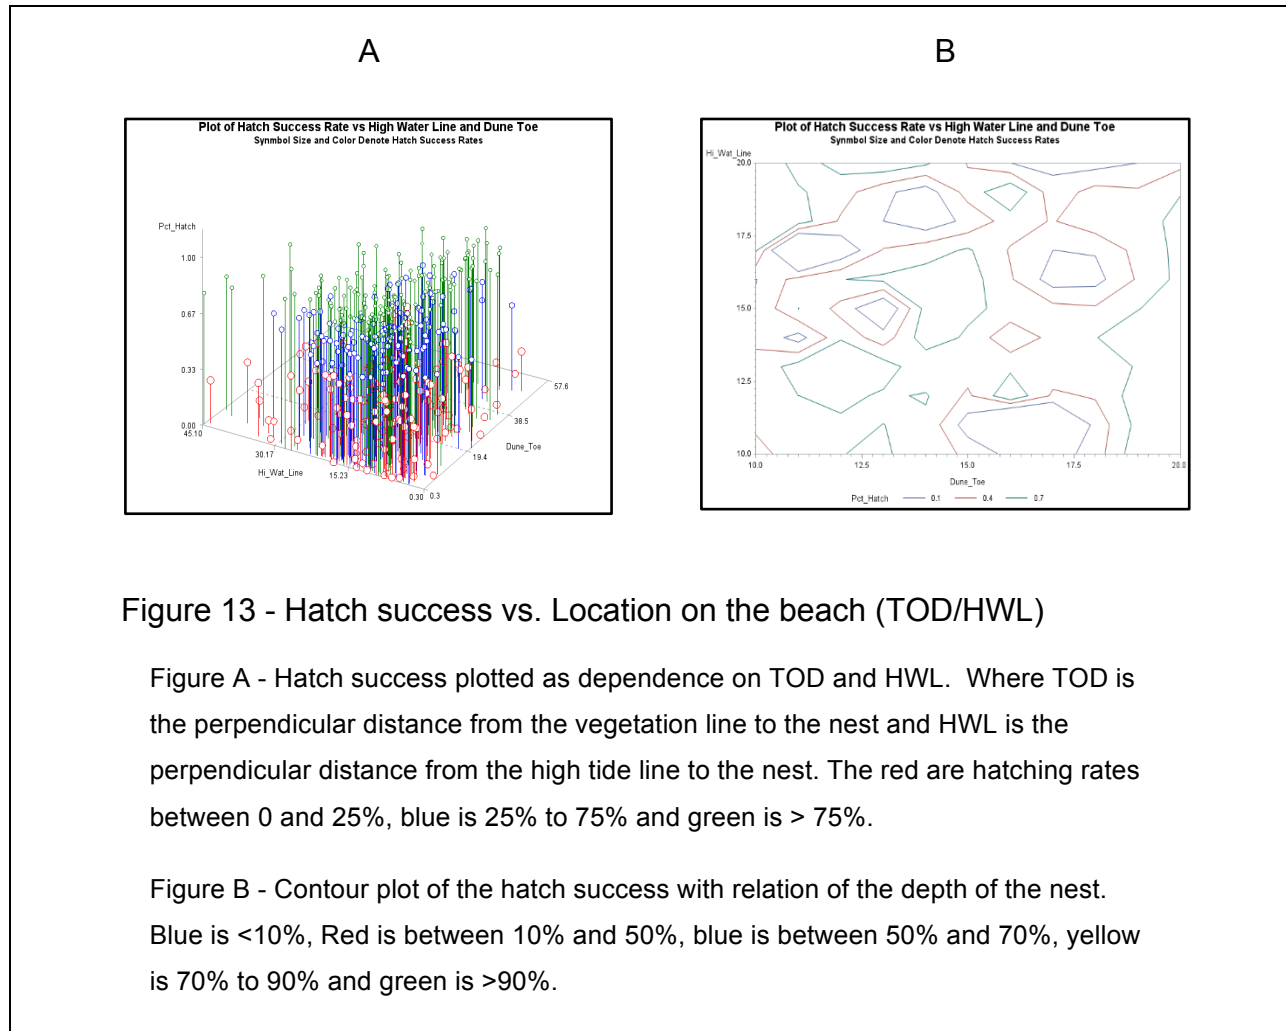 A
B
Plot of Hatch Success Rate vs High Water Line and Dune Toe
Synmbol Size and Color Denote Hatch Success Rates
Pct_Hatch
1.00
0.67
0.33
0.00
45.10
30.17
Hi_Wat_Line
15.23
0.30
0.3
19.4
Dune_Toe
38.5
57.6
Plot of Hatch Success Rate vs High Water Line and Dune Toe
Synmbol Size and Color Denote Hatch Success Rates
Hi_Wat_Line
20.0
17.5
15.0
12.5
10.0
10.0 12.5 15.0 17.5 20.0
Dune_Toe
Pct_Hatch 0.1 0.4 0.7
Figure 13 - Hatch success vs. Location on the beach (TOD/HWL)
Figure A - Hatch success plotted as dependence on TOD and HWL.  Where TOD is
the perpendicular distance from the vegetation line to the nest and HWL is the
perpendicular distance from the high tide line to the nest. The red are hatching rates
between 0 and 25%, blue is 25% to 75% and green is > 75%.
Figure B - Contour plot of the hatch success with relation of the depth of the nest.
Blue is <10%, Red is between 10% and 50%, blue is between 50% and 70%, yellow
is 70% to 90% and green is >90%.